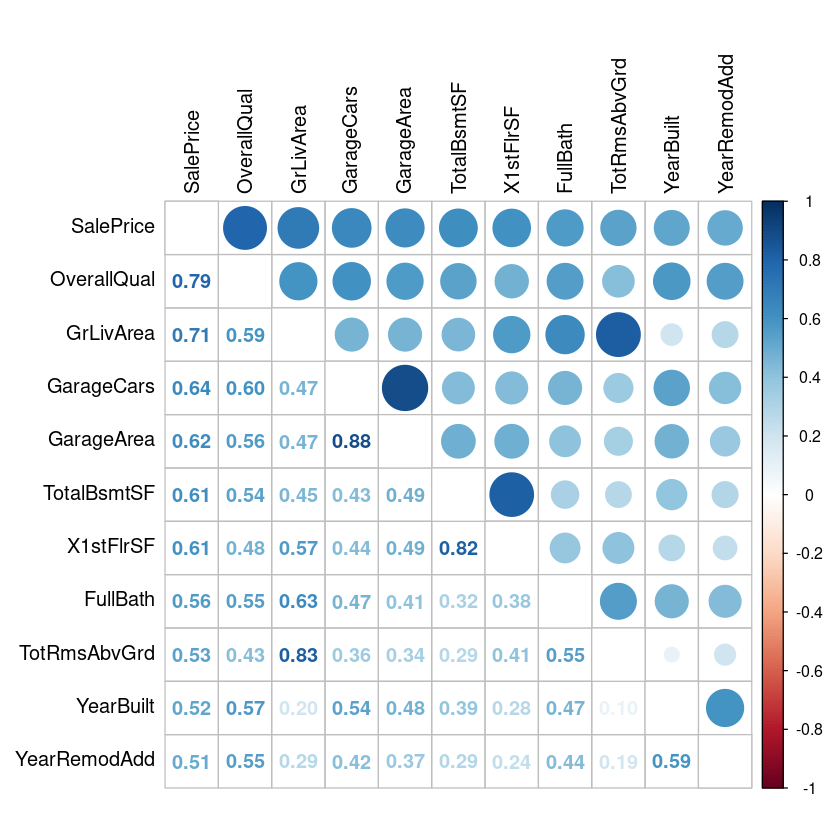 SalePrice OverallQual GrLivArea GarageCars GarageArea TotalBsmtSF X1stFlrSF FullBath TotRmsAbvGrd YearBuilt YearRemodAdd
SalePrice
OverallQual 0.79
GrLivArea 0.71 0.59
GarageCars 0.64 0.60 0.47
GarageArea 0.62 0.56 0.47 0.88
TotalBsmtSF 0.61 0.54 0.45 0.43 0.49
X1stFlrSF 0.61 0.48 0.57 0.44 0.49 0.82
FullBath 0.56 0.55 0.63 0.47 0.41 0.32 0.38
TotRmsAbvGrd 0.53 0.43 0.83 0.36 0.34 0.29 0.41 0.55
YearBuilt 0.52 0.57 0.20 0.54 0.48 0.39 0.28 0.47 0.10
YearRemodAdd 0.51 0.55 0.29 0.42 0.37 0.29 0.24 0.44 0.19 0.59
1
0.8
0.6
0.4
0.2
0
-0.2
-0.4
-0.6
-0.8
-1